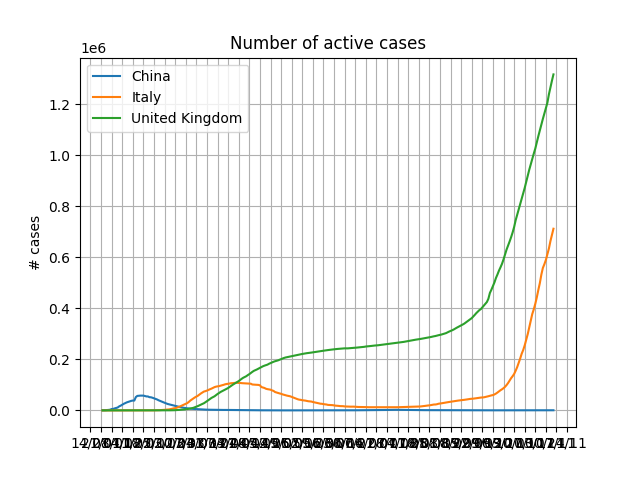 Number of active cases
1e6
China
Italy
United Kingdom
1.2
1.0
0.8
0.6
0.4
0.2
0.0
# cases